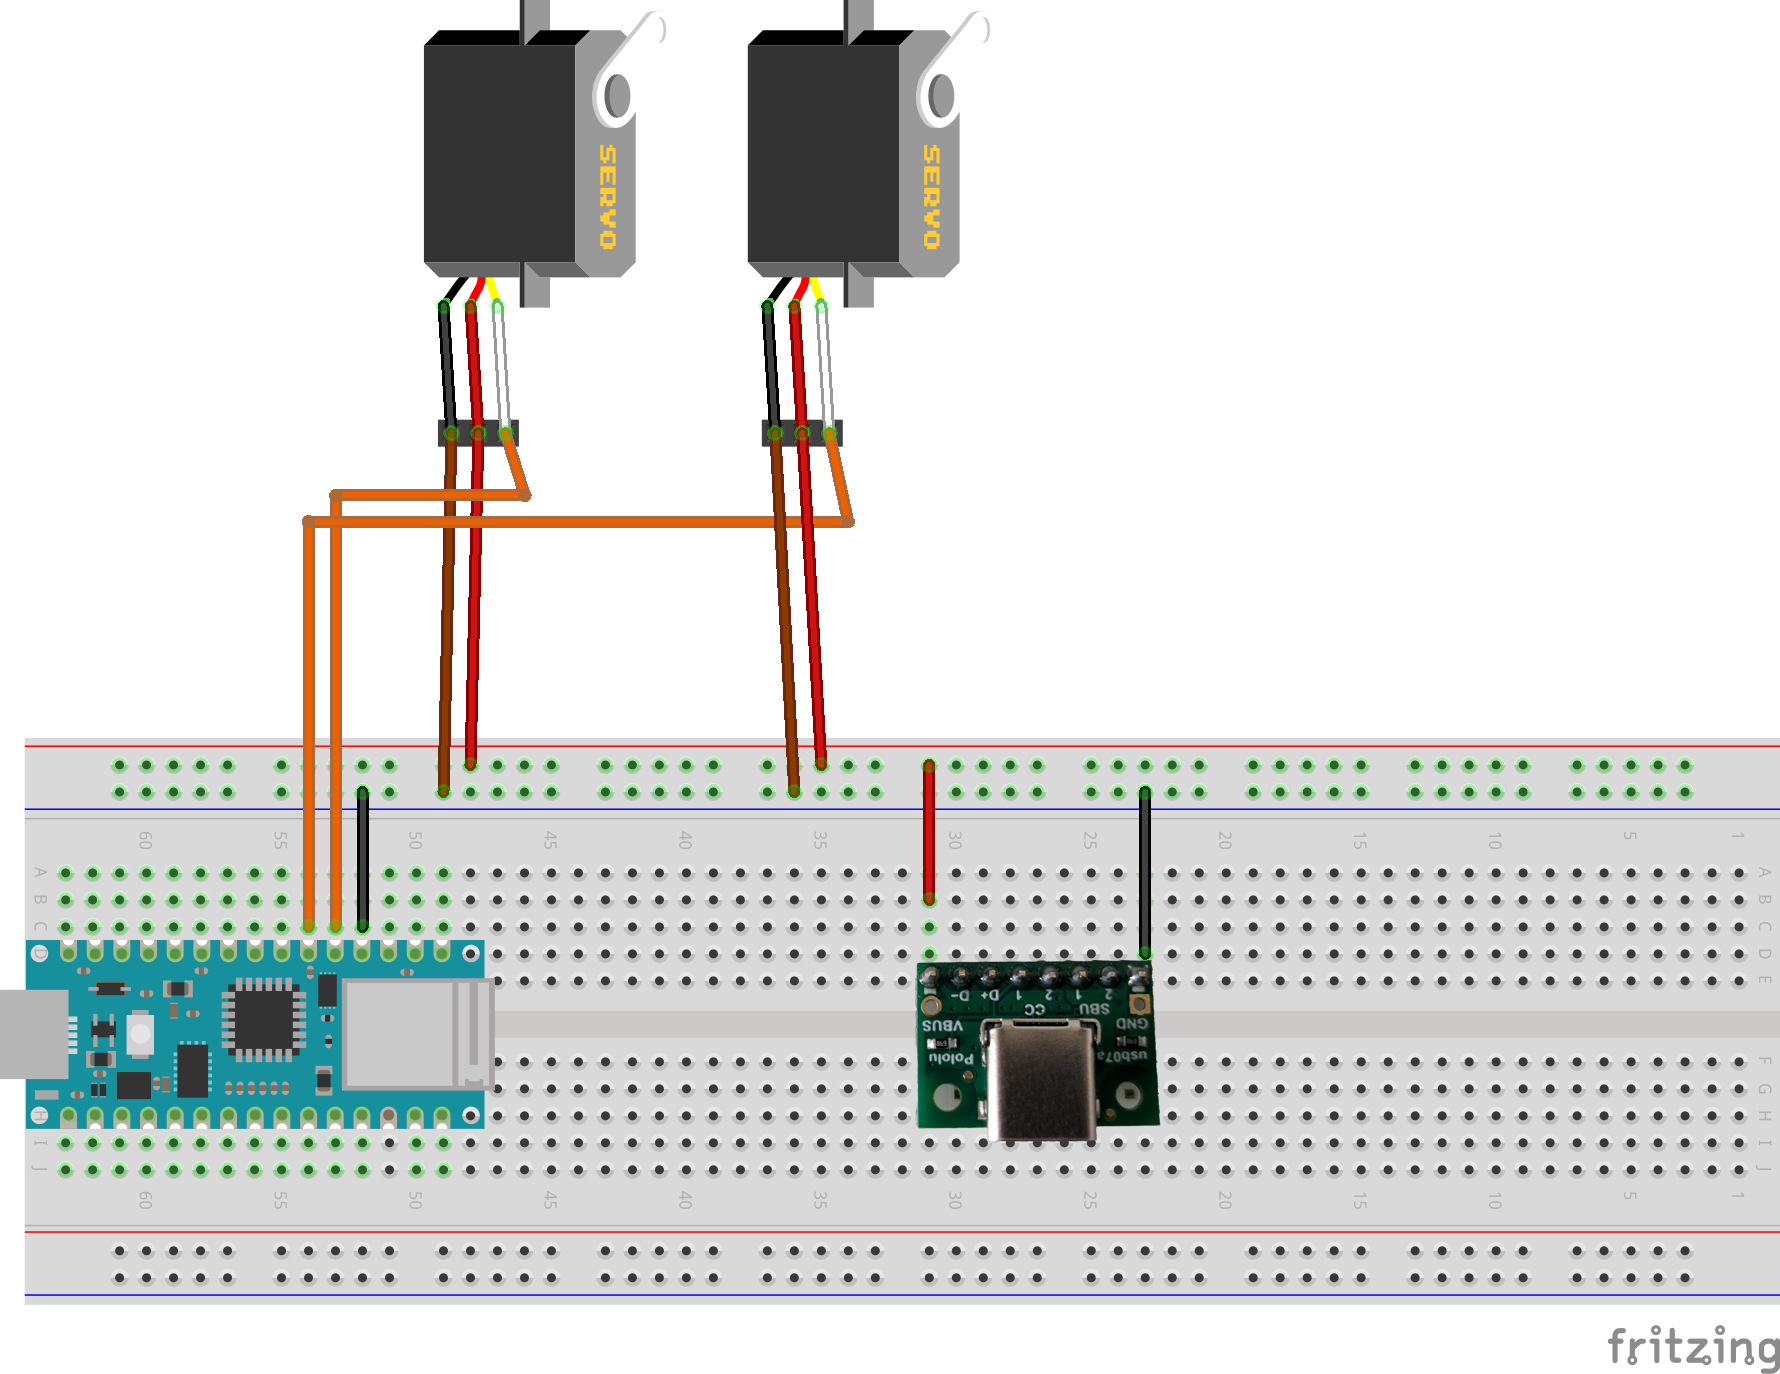 SERVO
SERVO
60 55 50 45 40 35 30 25 20 15 10 5 1
A A
B B
C C
D D
E
D- D+ 1 2 1 2
CC SBU
VBUS GND
Pololu usb07a
F
G
H H
I I
J J
60 55 50 45 40 35 30 25 20 15 10 5 1
fritzing